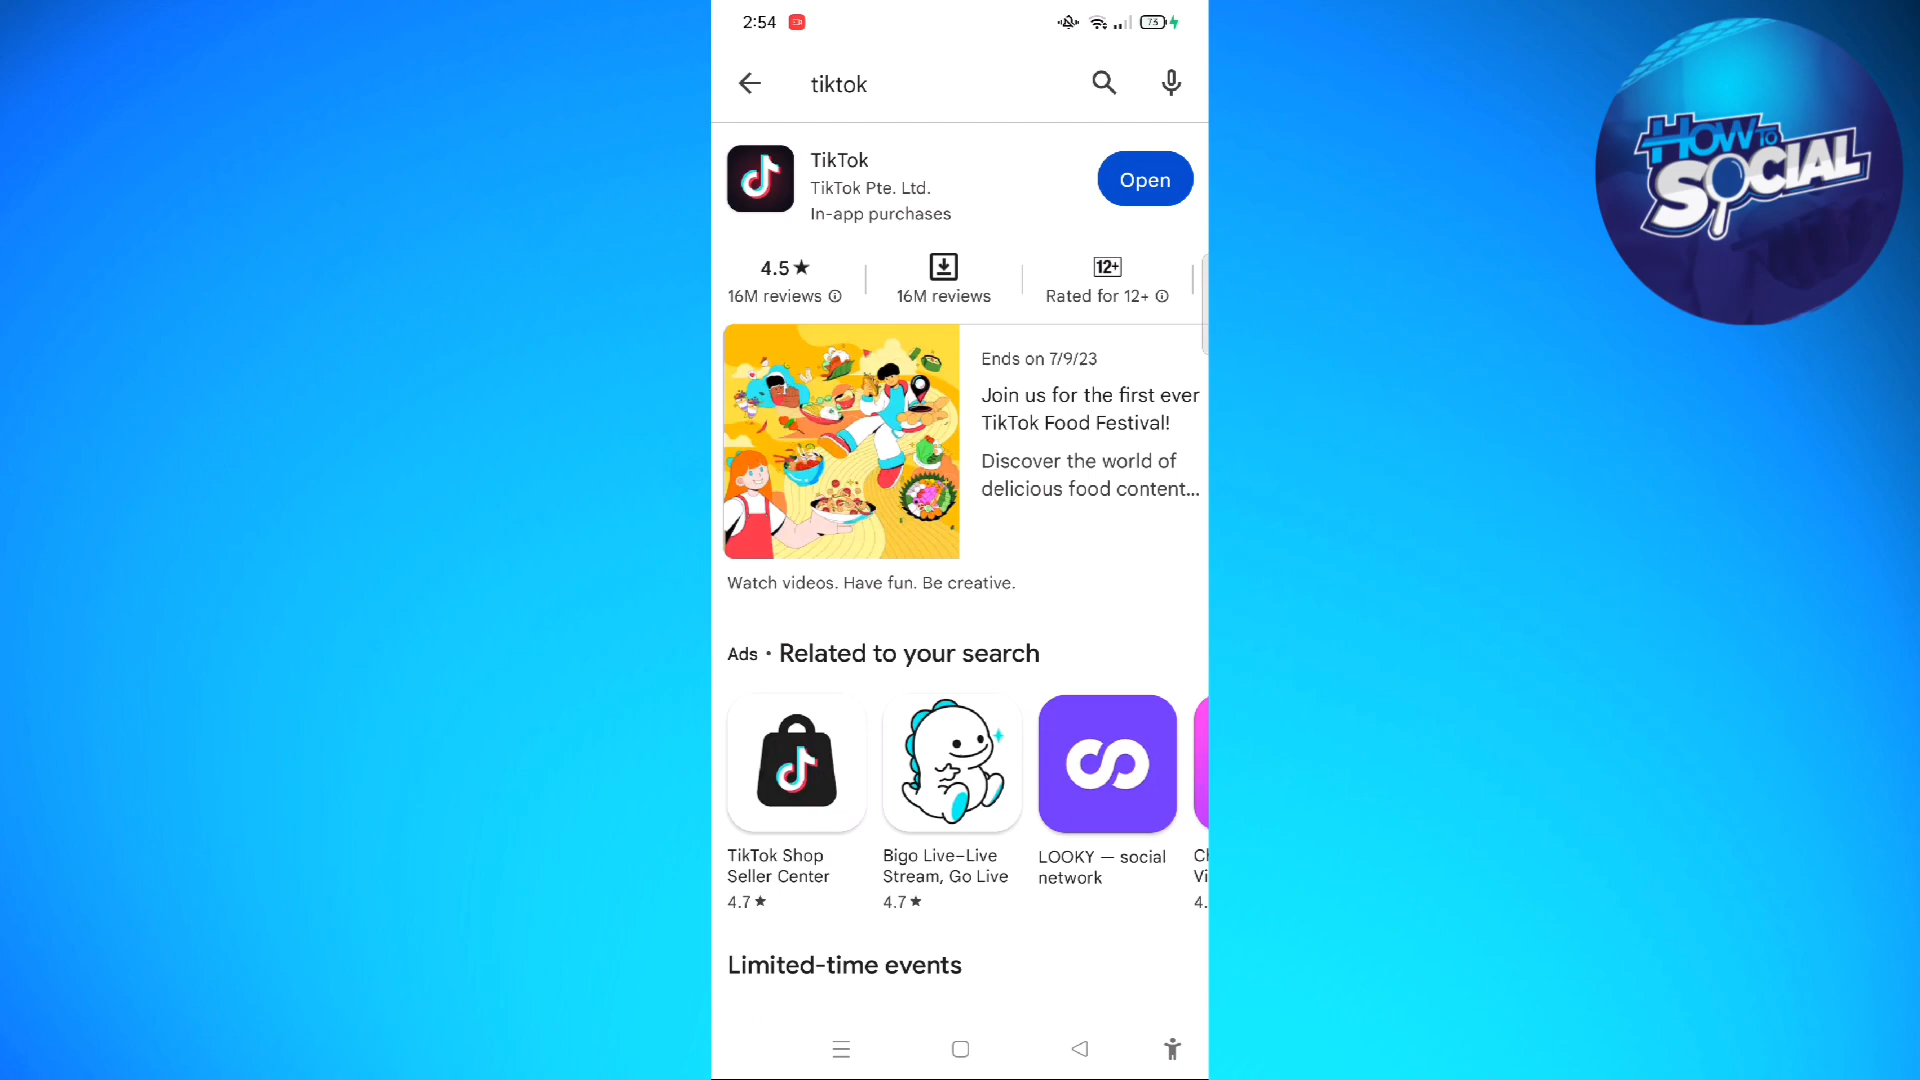 2:54
73
tiktok
HOW TO
SOCIAL
TikTok
TikTok Pte. Ltd.
In-app purchases
Open
4.5★
16M reviews
16M reviews
12+
Rated for 12+
Ends on 7/9/23
Join us for the first ever
TikTok Food Festival!
Discover the world of
delicious food content...
Watch videos. Have fun. Be creative.
Ads • Related to your search
TikTok Shop
Seller Center
4.7★
Bigo Live–Live
Stream, Go Live
4.7★
LOOKY — social
network
4.
Limited-time events